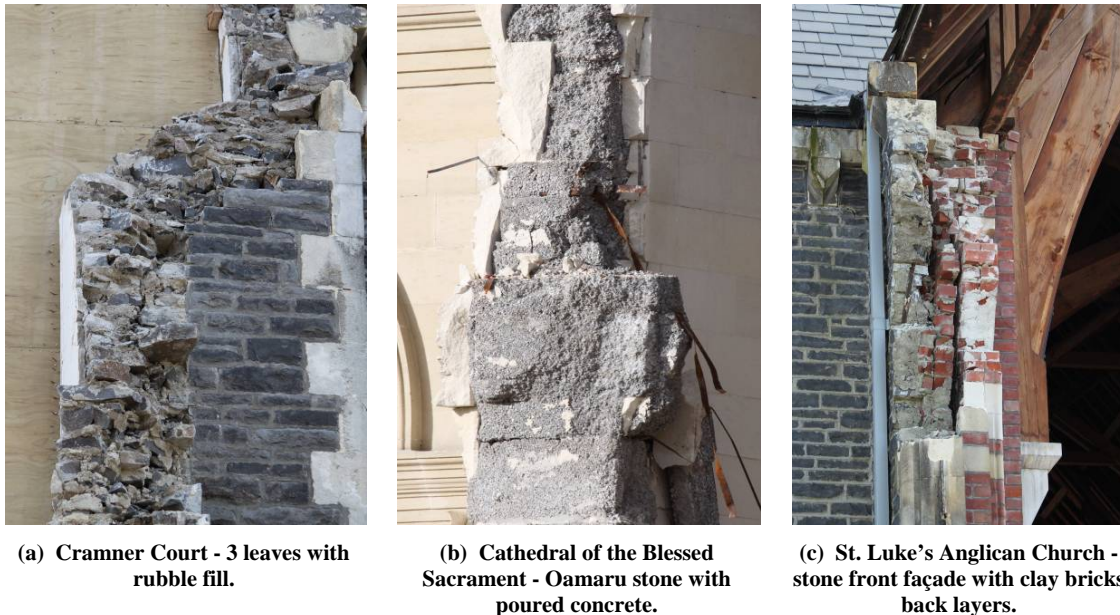 (a) Cramner Court - 3 leaves with
rubble fill.
(b) Cathedral of the Blessed
Sacrament - Oamaru stone with
poured concrete.
(c) St. Luke's Anglican Church -
stone front façade with clay bricks
back layers.